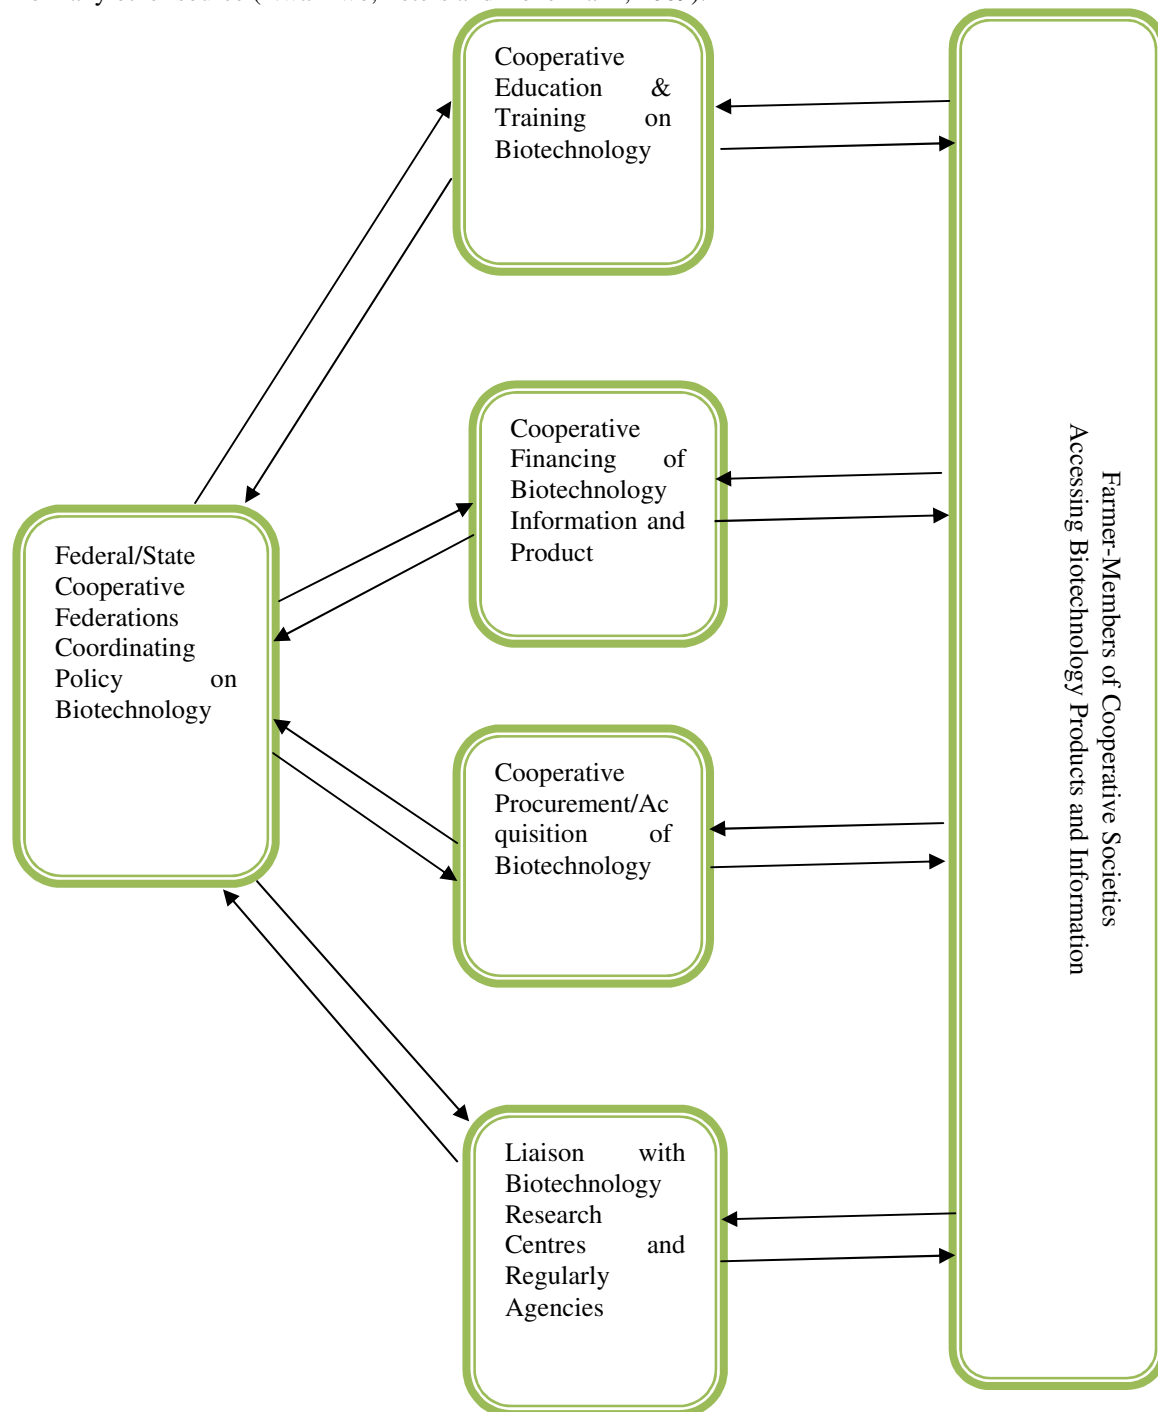 Cooperative
Education &
Training on
Biotechnology
Cooperative
Financing of
Biotechnology
Information and
Product
Federal/State
Cooperative
Federations
Coordinating
Policy on
Biotechnology
Cooperative
Procurement/Ac
quisition of
Biotechnology
Liaison with
Biotechnology
Research
Centres and
Regularly
Agencies
Farmer-Members of Cooperative Societies
Accessing Biotechnology Products and Information